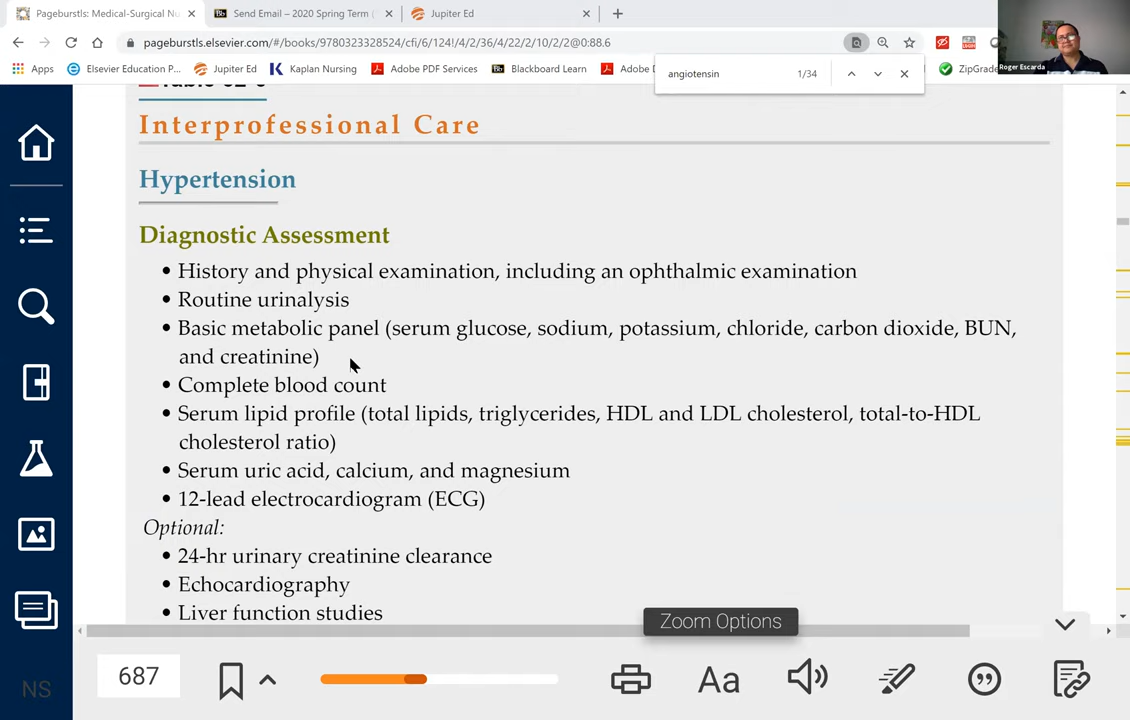 Pageburstls: Medical-Surgical Nu
Send Email – 2020 Spring Term (
Jupiter Ed
pageburstls.elsevier.com/#/books/9780323328524/cfi/6/124!/4/2/36/4/22/2/10/2/2@0:88.6
Apps
Elsevier Education P...
Jupiter Ed
Kaplan Nursing
Adobe PDF Services
Blackboard Learn
Adobe D
ZipGrade
angiotensin
1/34
Roger Escarda
Interprofessional Care
Hypertension
Diagnostic Assessment
• History and physical examination, including an ophthalmic examination
• Routine urinalysis
• Basic metabolic panel (serum glucose, sodium, potassium, chloride, carbon dioxide, BUN,
and creatinine)
• Complete blood count
• Serum lipid profile (total lipids, triglycerides, HDL and LDL cholesterol, total-to-HDL
cholesterol ratio)
• Serum uric acid, calcium, and magnesium
• 12-lead electrocardiogram (ECG)
Optional:
• 24-hr urinary creatinine clearance
• Echocardiography
• Liver function studies
Zoom Options
NS
687
Aa